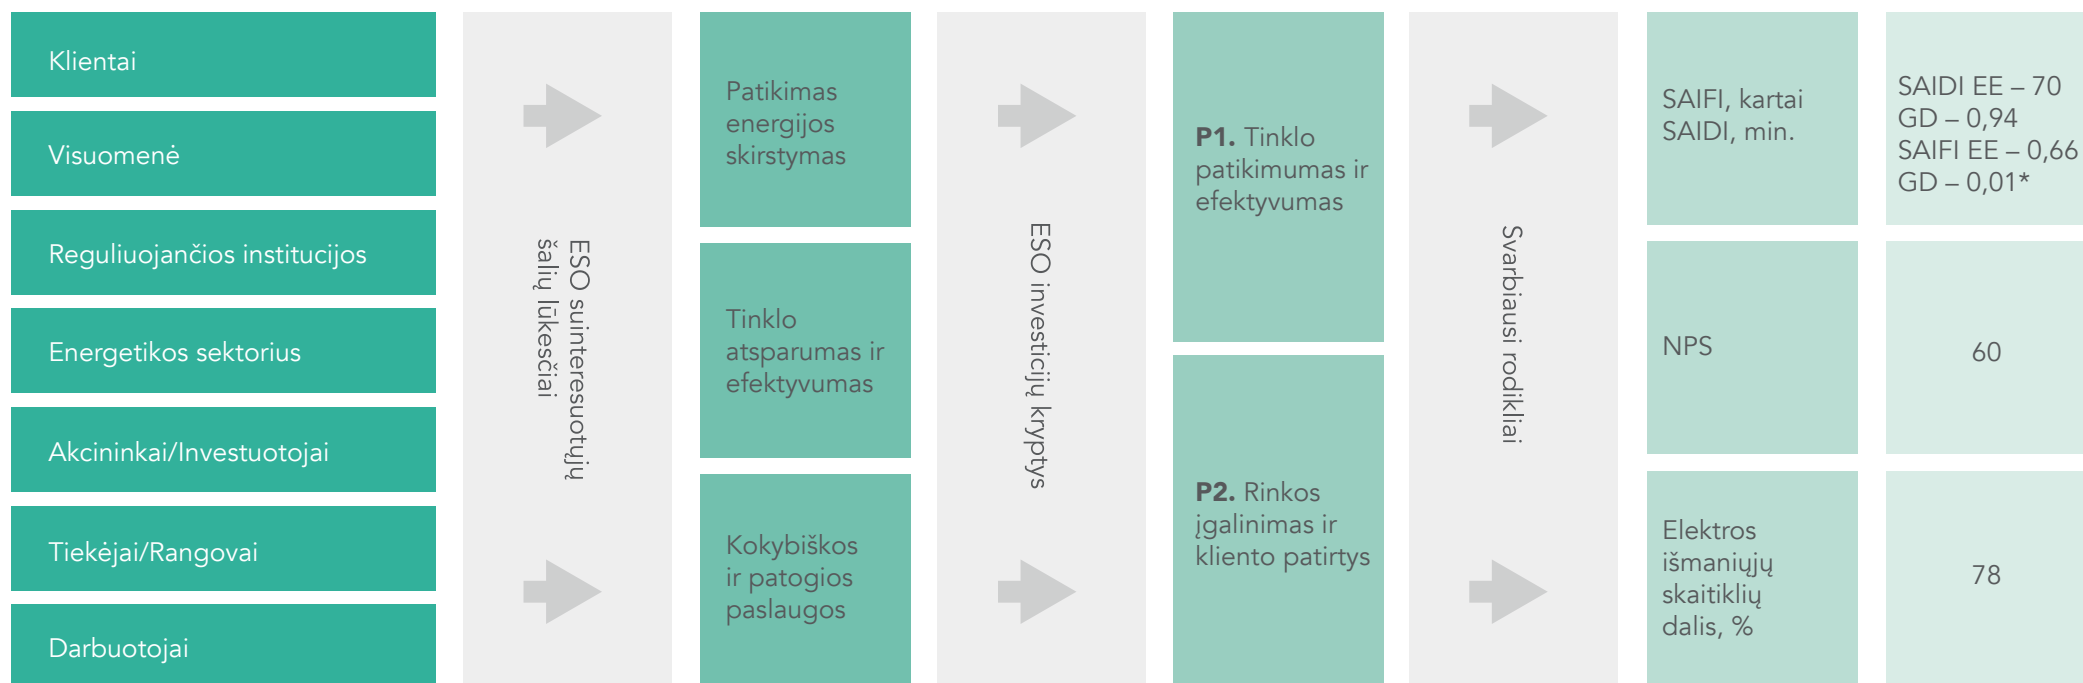 Klientai
Visuomenė
Reguliuojančios institucijos
Energetikos sektorius
Akcininkai/Investuotojai
Tiekėjai/Rangovai
Darbuotojai
ESO suinteresuotųjų
šalių lūkesčiai
Patikimas
energijos
skirstymas
Tinklo
atsparumas ir
efektyvumas
Kokybiškos
ir patogios
paslaugos
ESO investicijų kryptys
P1. Tinklo
patikimumas ir
efektyvumas
P2. Rinkos
įgalinimas ir
kliento patirtys
Svarbiausi rodikliai
SAIFI, kartai
SAIDI, min.
SAIDI EE – 70
GD – 0,94
SAIFI EE – 0,66
GD – 0,01*
NPS
60
Elektros
išmaniųjų
skaitiklių
dalis, %
78